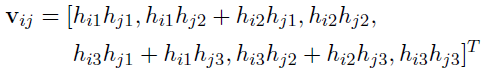 v_{ij} = [h_{i1}h_{j1}, h_{i1}h_{j2} + h_{i2}h_{j1}, h_{i2}h_{j2},
h_{i3}h_{j1} + h_{i1}h_{j3}, h_{i3}h_{j2} + h_{i2}h_{j3}, h_{i3}h_{j3}]^T